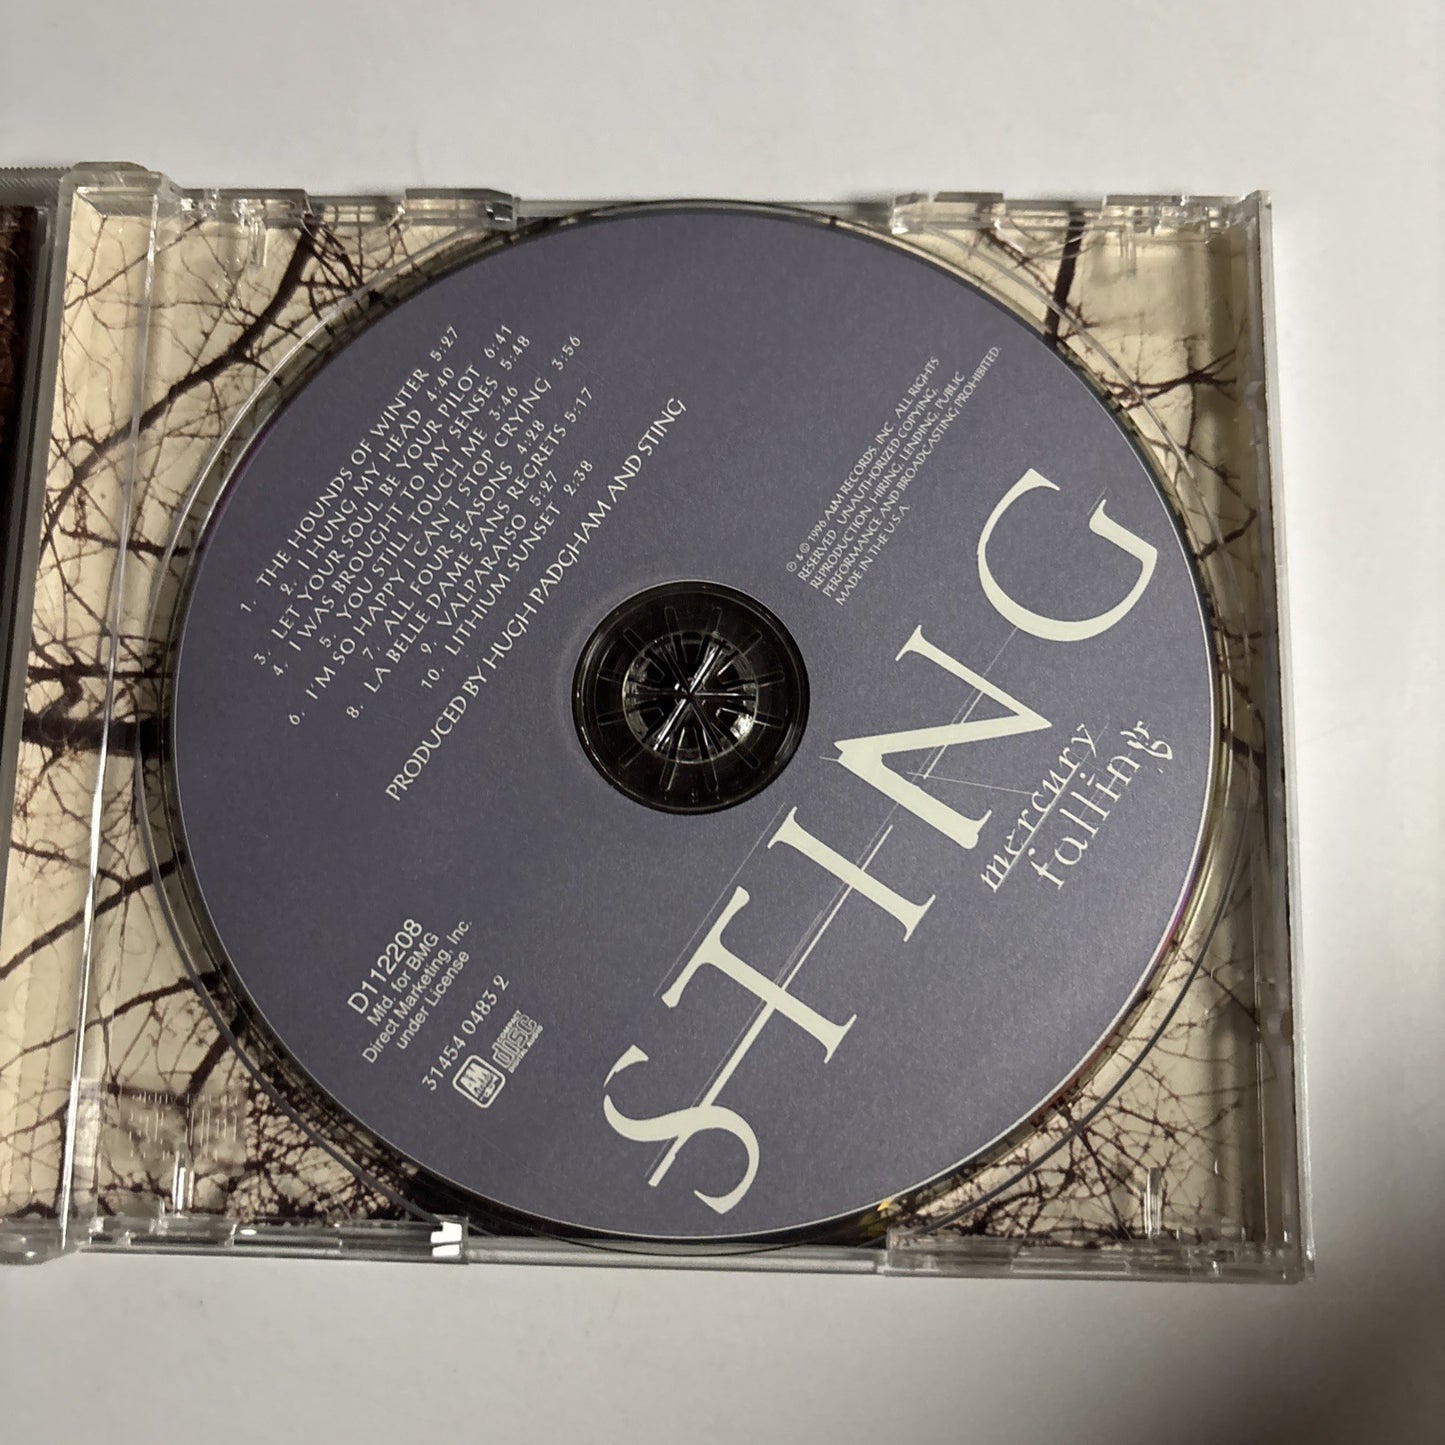 1. THE HOUNDS OF WINTER 5:27
2. I HUNG MY HEAD 4:40
3. LET YOUR SOUL BE YOUR PILOT 6:41
4. I WAS BROUGHT TO MY SENSES 5:48
5. YOU STILL TOUCH ME 3:46
6. I'M SO HAPPY I CAN'T STOP CRYING 3:56
7. ALL FOUR SEASONS 4:28
8. LA BELLE DAME SANS REGRETS 5:17
9. VALPARAISO 5:27
10. LITHIUM SUNSET 2:38
PRODUCED BY HUGH PADGHAM AND STING
℗ & © 1996 A&M RECORDS, INC. ALL RIGHTS
RESERVED. UNAUTHORIZED COPYING,
REPRODUCTION, HIRING, LENDING, PUBLIC
PERFORMANCE AND BROADCASTING PROHIBITED.
MADE IN THE U.S.A.
STING
mercury
falling
D112208
Mfd. for BMG
Direct Marketing, Inc.
under License
31454 0483 2
A&M
RECORDS
COMPACT
disc
DIGITAL AUDIO